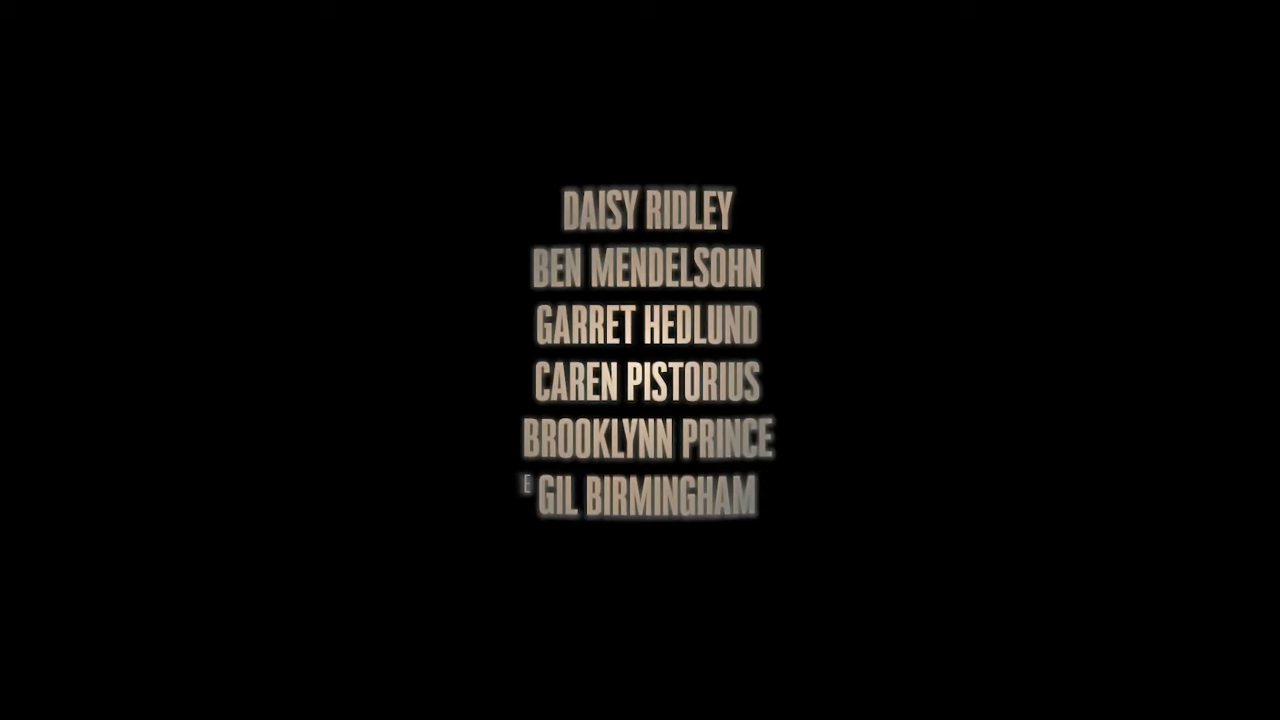 DAISY RIDLEY
BEN MENDELSOHN
GARRET HEDLUND
CAREN PISTORIUS
BROOKLYNN PRINCE
E GIL BIRMINGHAM